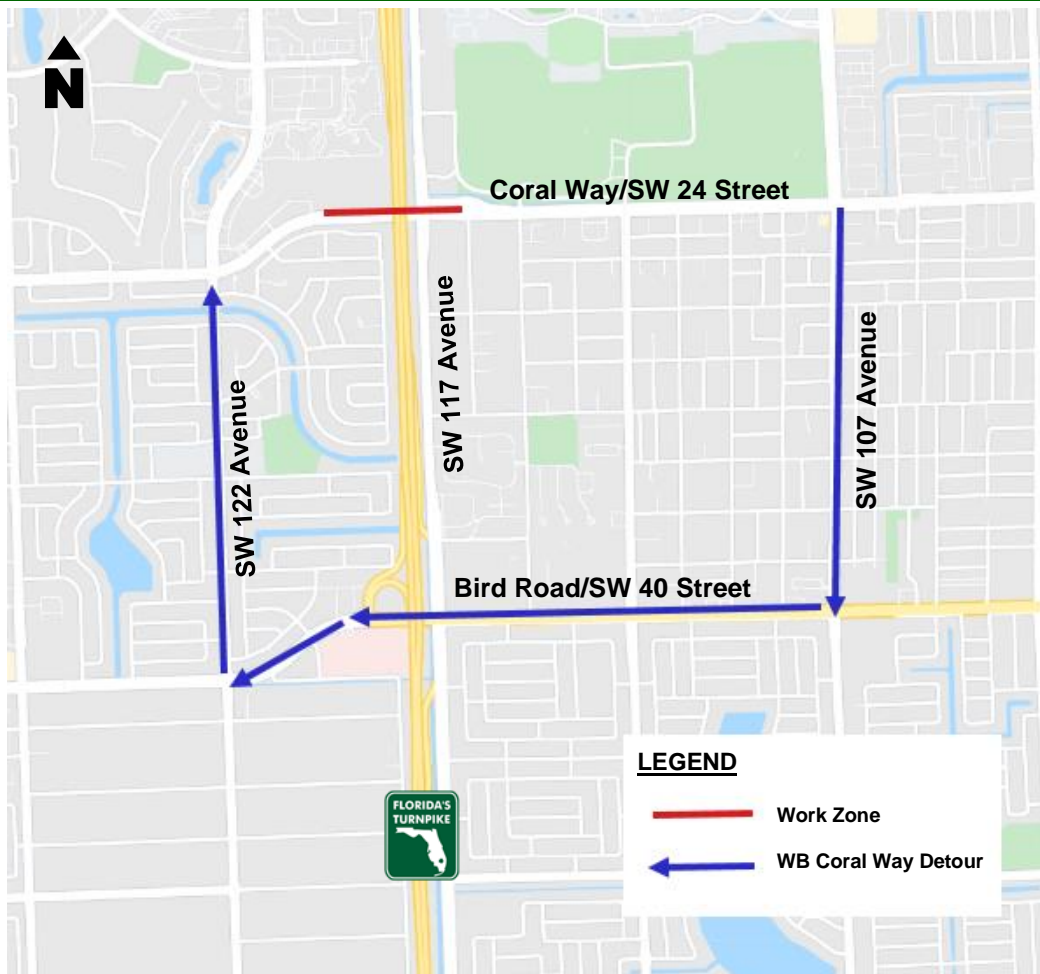 N
Coral Way/SW 24 Street
SW 117 Avenue
SW 107 Avenue
SW 122 Avenue
Bird Road/SW 40 Street
LEGEND
Work Zone
WB Coral Way Detour
FLORIDA'S
TURNPIKE